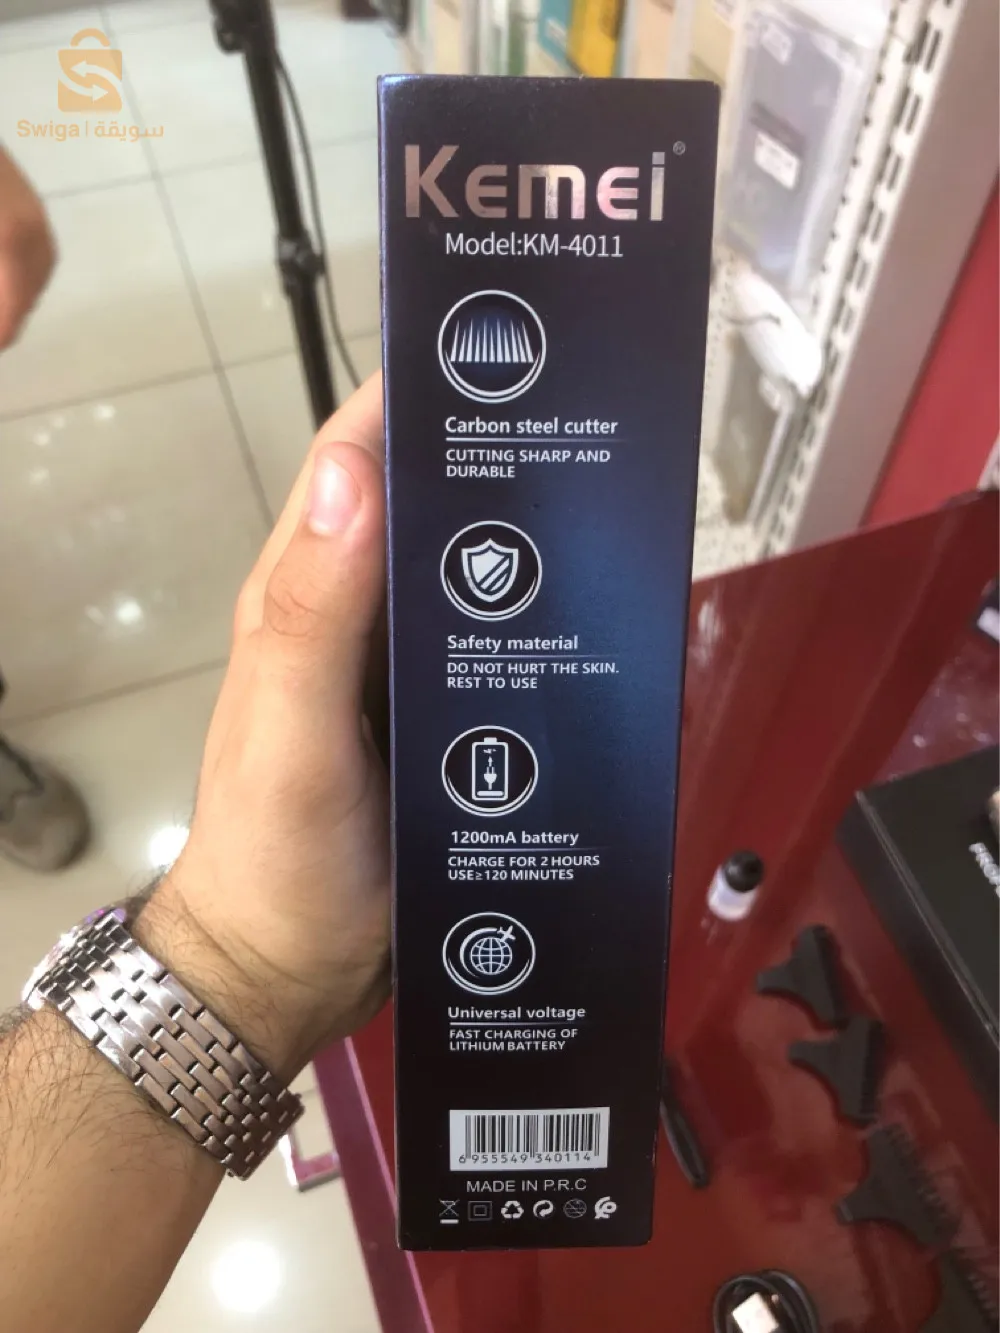 Swiga | سويقة
Kemei®
Model:KM-4011
Carbon steel cutter
CUTTING SHARP AND
DURABLE
Safety material
DO NOT HURT THE SKIN.
REST TO USE
1200mA battery
CHARGE FOR 2 HOURS
USE≥120 MINUTES
Universal voltage
FAST CHARGING OF
LITHIUM BATTERY
6 955549 340114
MADE IN P.R.C